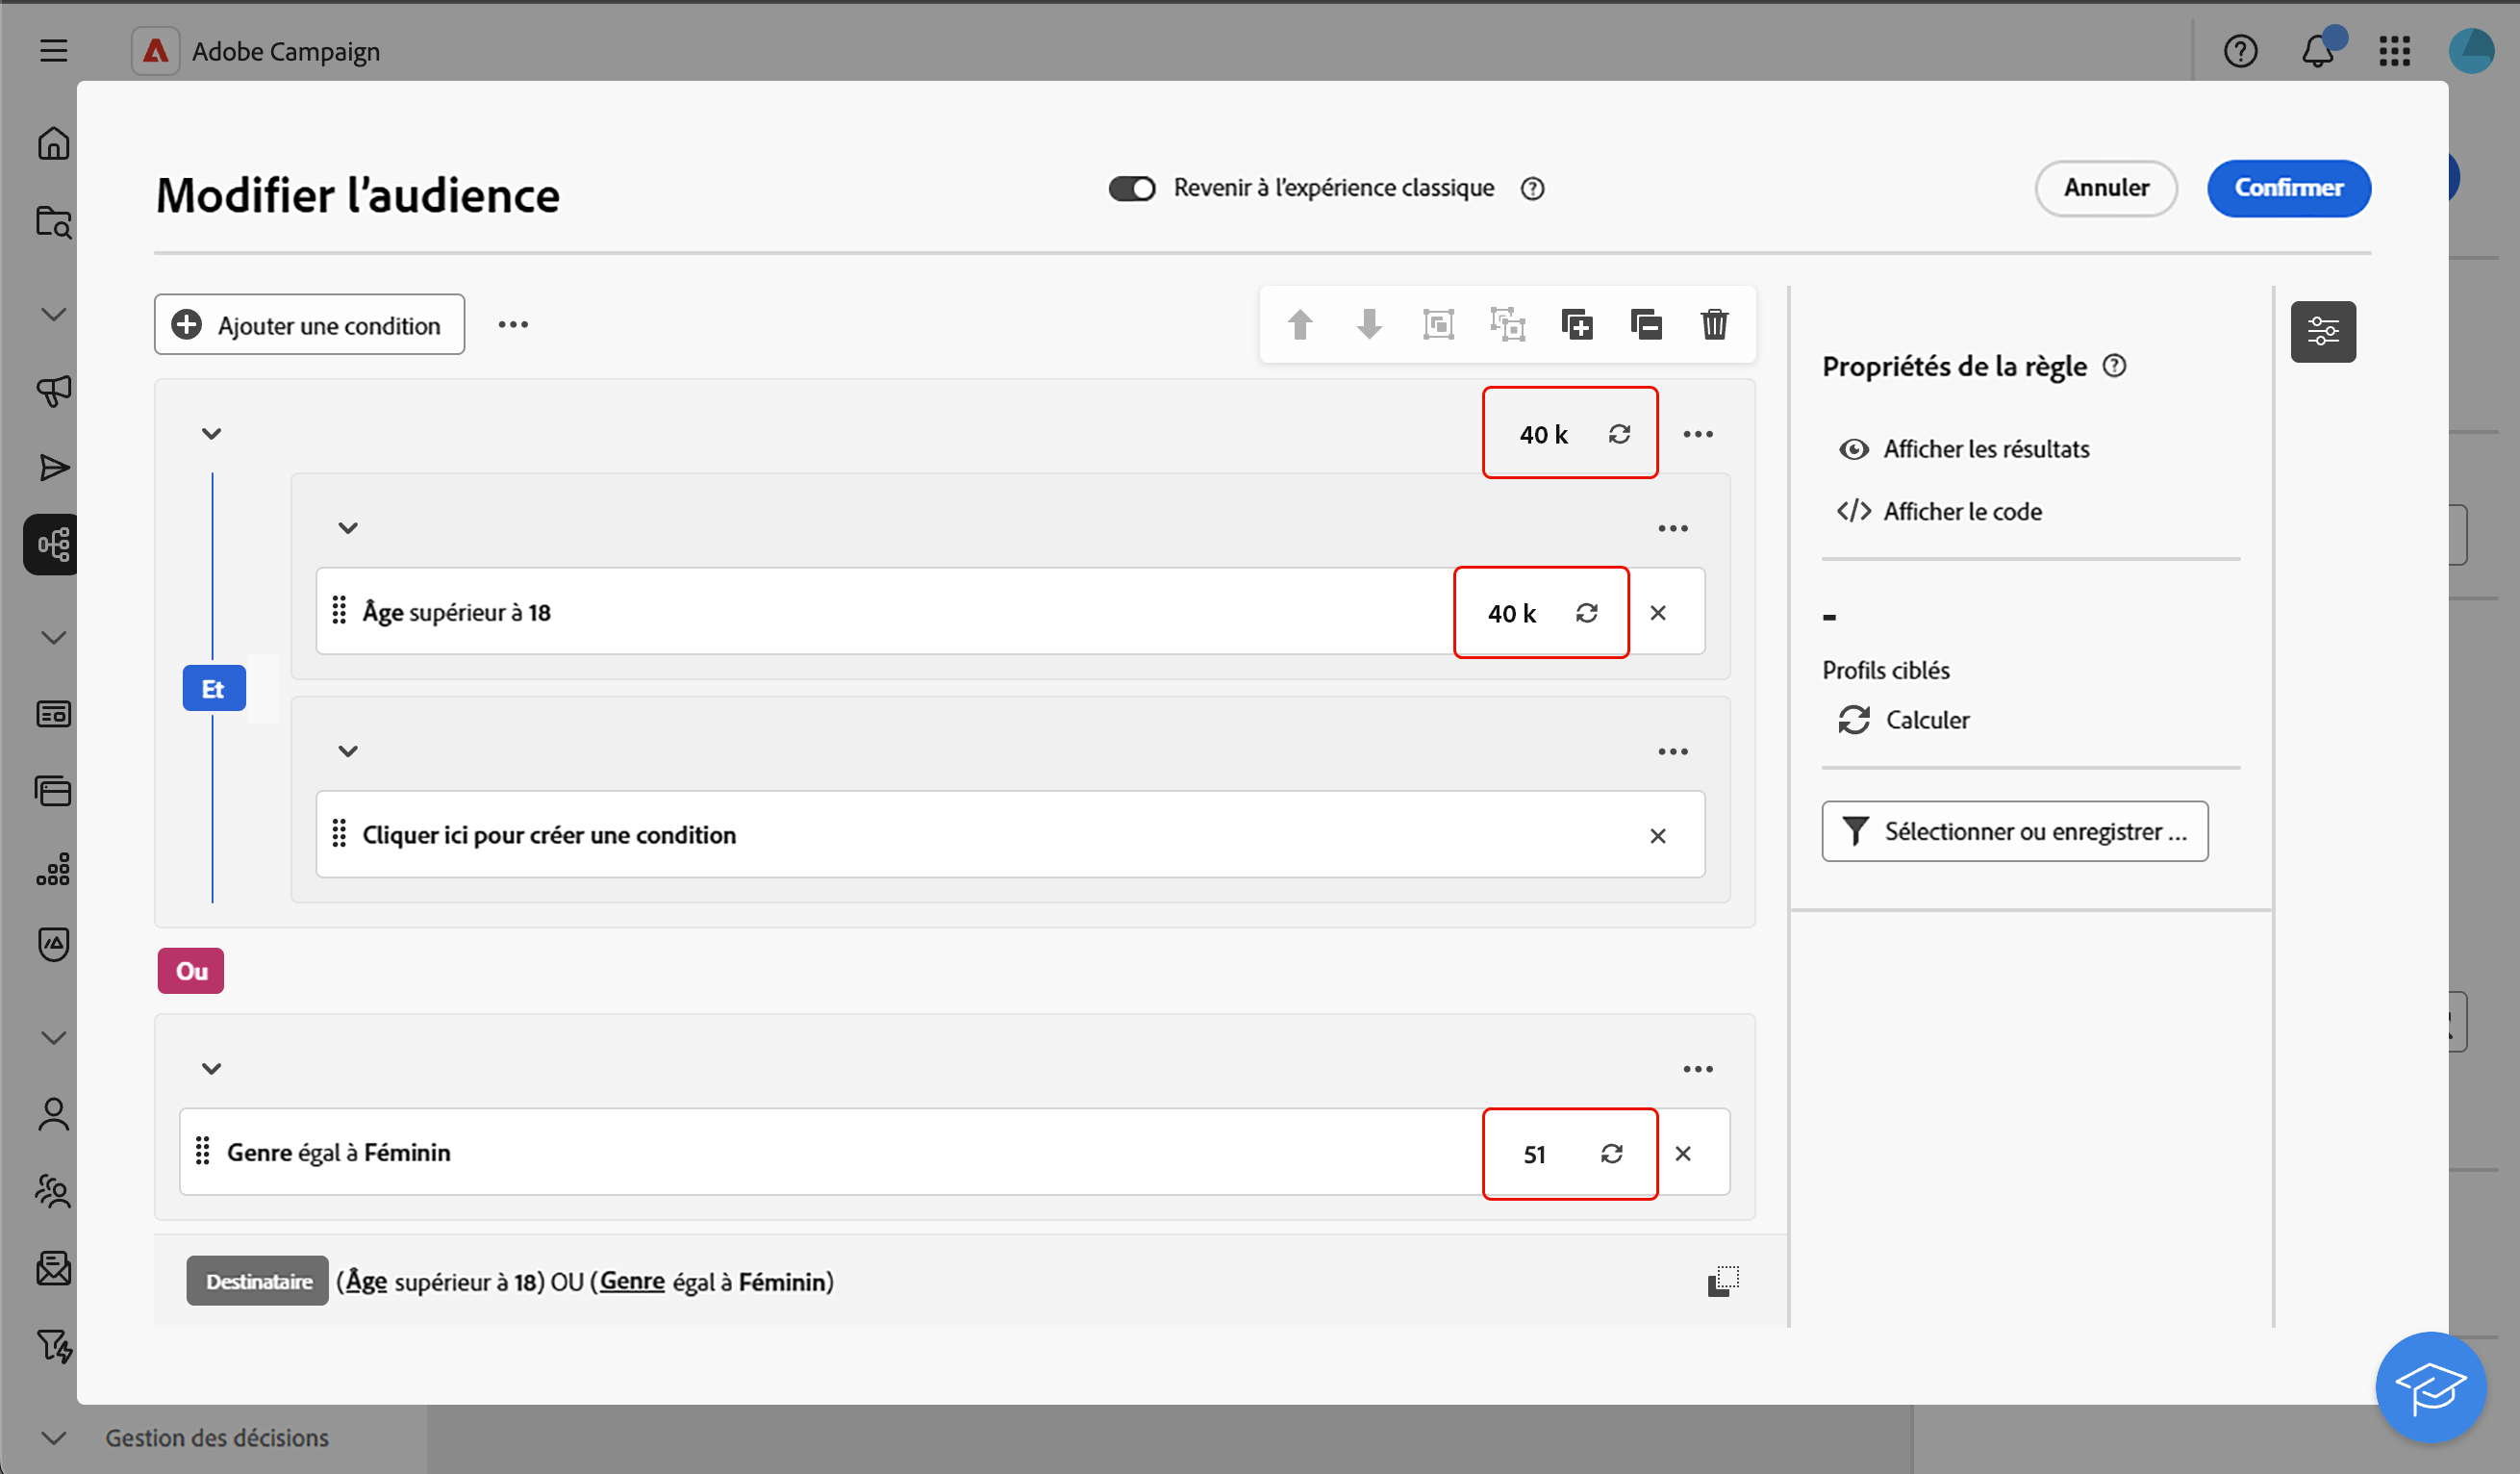 Adobe Campaign
Modifier l’audience
Revenir à l’expérience classique
Annuler
Confirmer
Ajouter une condition
40 k
Âge supérieur à 18
40 k
Et
Cliquer ici pour créer une condition
Ou
Genre égal à Féminin
51
Destinataire (Âge supérieur à 18) OU (Genre égal à Féminin)
Propriétés de la règle
Afficher les résultats
Afficher le code
-
Profils ciblés
Calculer
Sélectionner ou enregistrer ...
Gestion des décisions